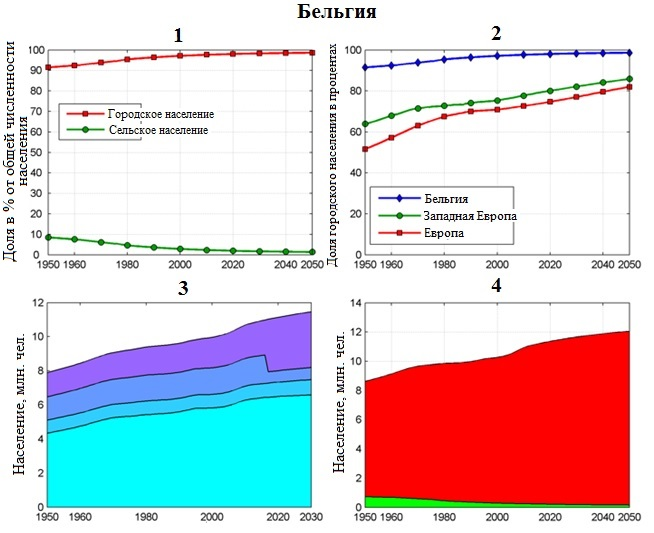 Бельгия
1
Доля в % от общей численности
населения
100
90
80
70
60
50
40
30
20
10
0
Городское население
Сельское население
1950 1960 1980 2000 2020 2040 2050
2
Доля городского населения в процентах
100
80
60
40
20
0
Бельгия
Западная Европа
Европа
1950 1960 1980 2000 2020 2040 2050
3
Население, млн. чел.
12
10
8
6
4
2
0
1950 1960 1980 2000 2020 2030
4
Население, млн. чел.
14
12
10
8
6
4
2
0
1950 1960 1980 2000 2020 2040 2050